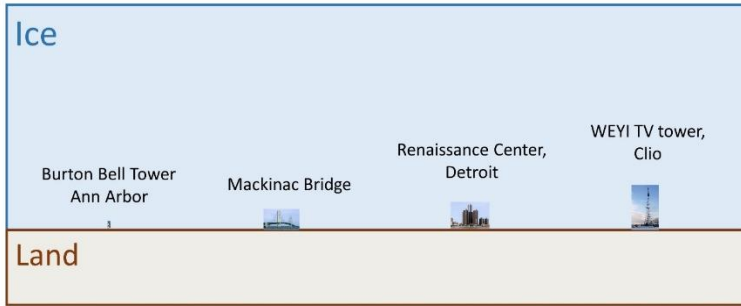 Ice
WEYI TV tower,
Clio
Renaissance Center,
Detroit
Burton Bell Tower
Ann Arbor
Mackinac Bridge
Land